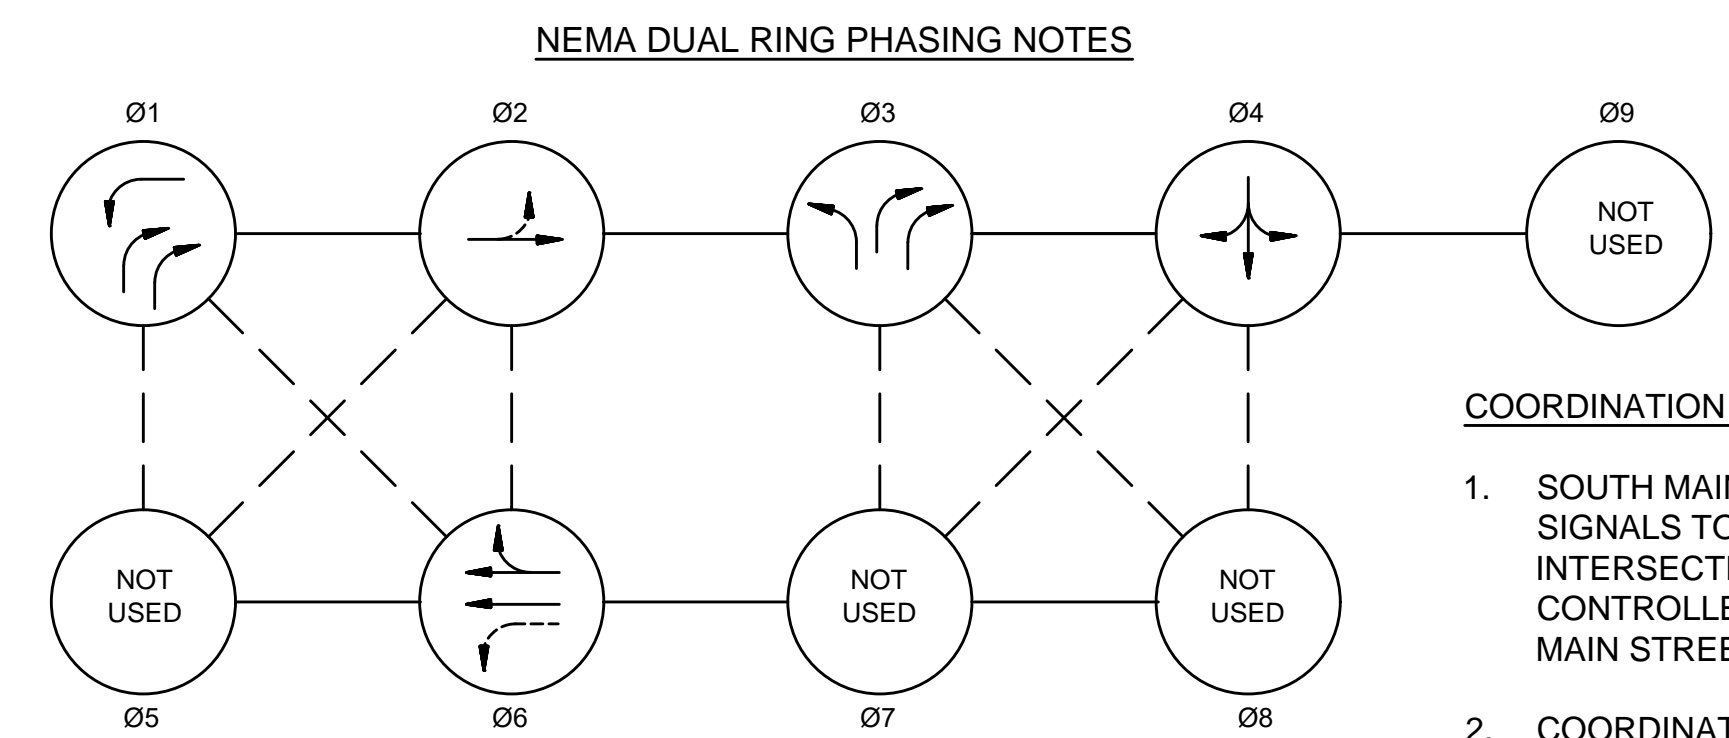 NEMA DUAL RING PHASING NOTES
Ø1
Ø2
Ø3
Ø4
Ø9
NOT
USED
COORDINATION
1. SOUTH MAIN
SIGNALS TO
INTERSECTI
CONTROLLE
MAIN STREE
NOT
USED
NOT
USED
NOT
USED
Ø5
Ø6
Ø7
Ø8
2. COORDINAT